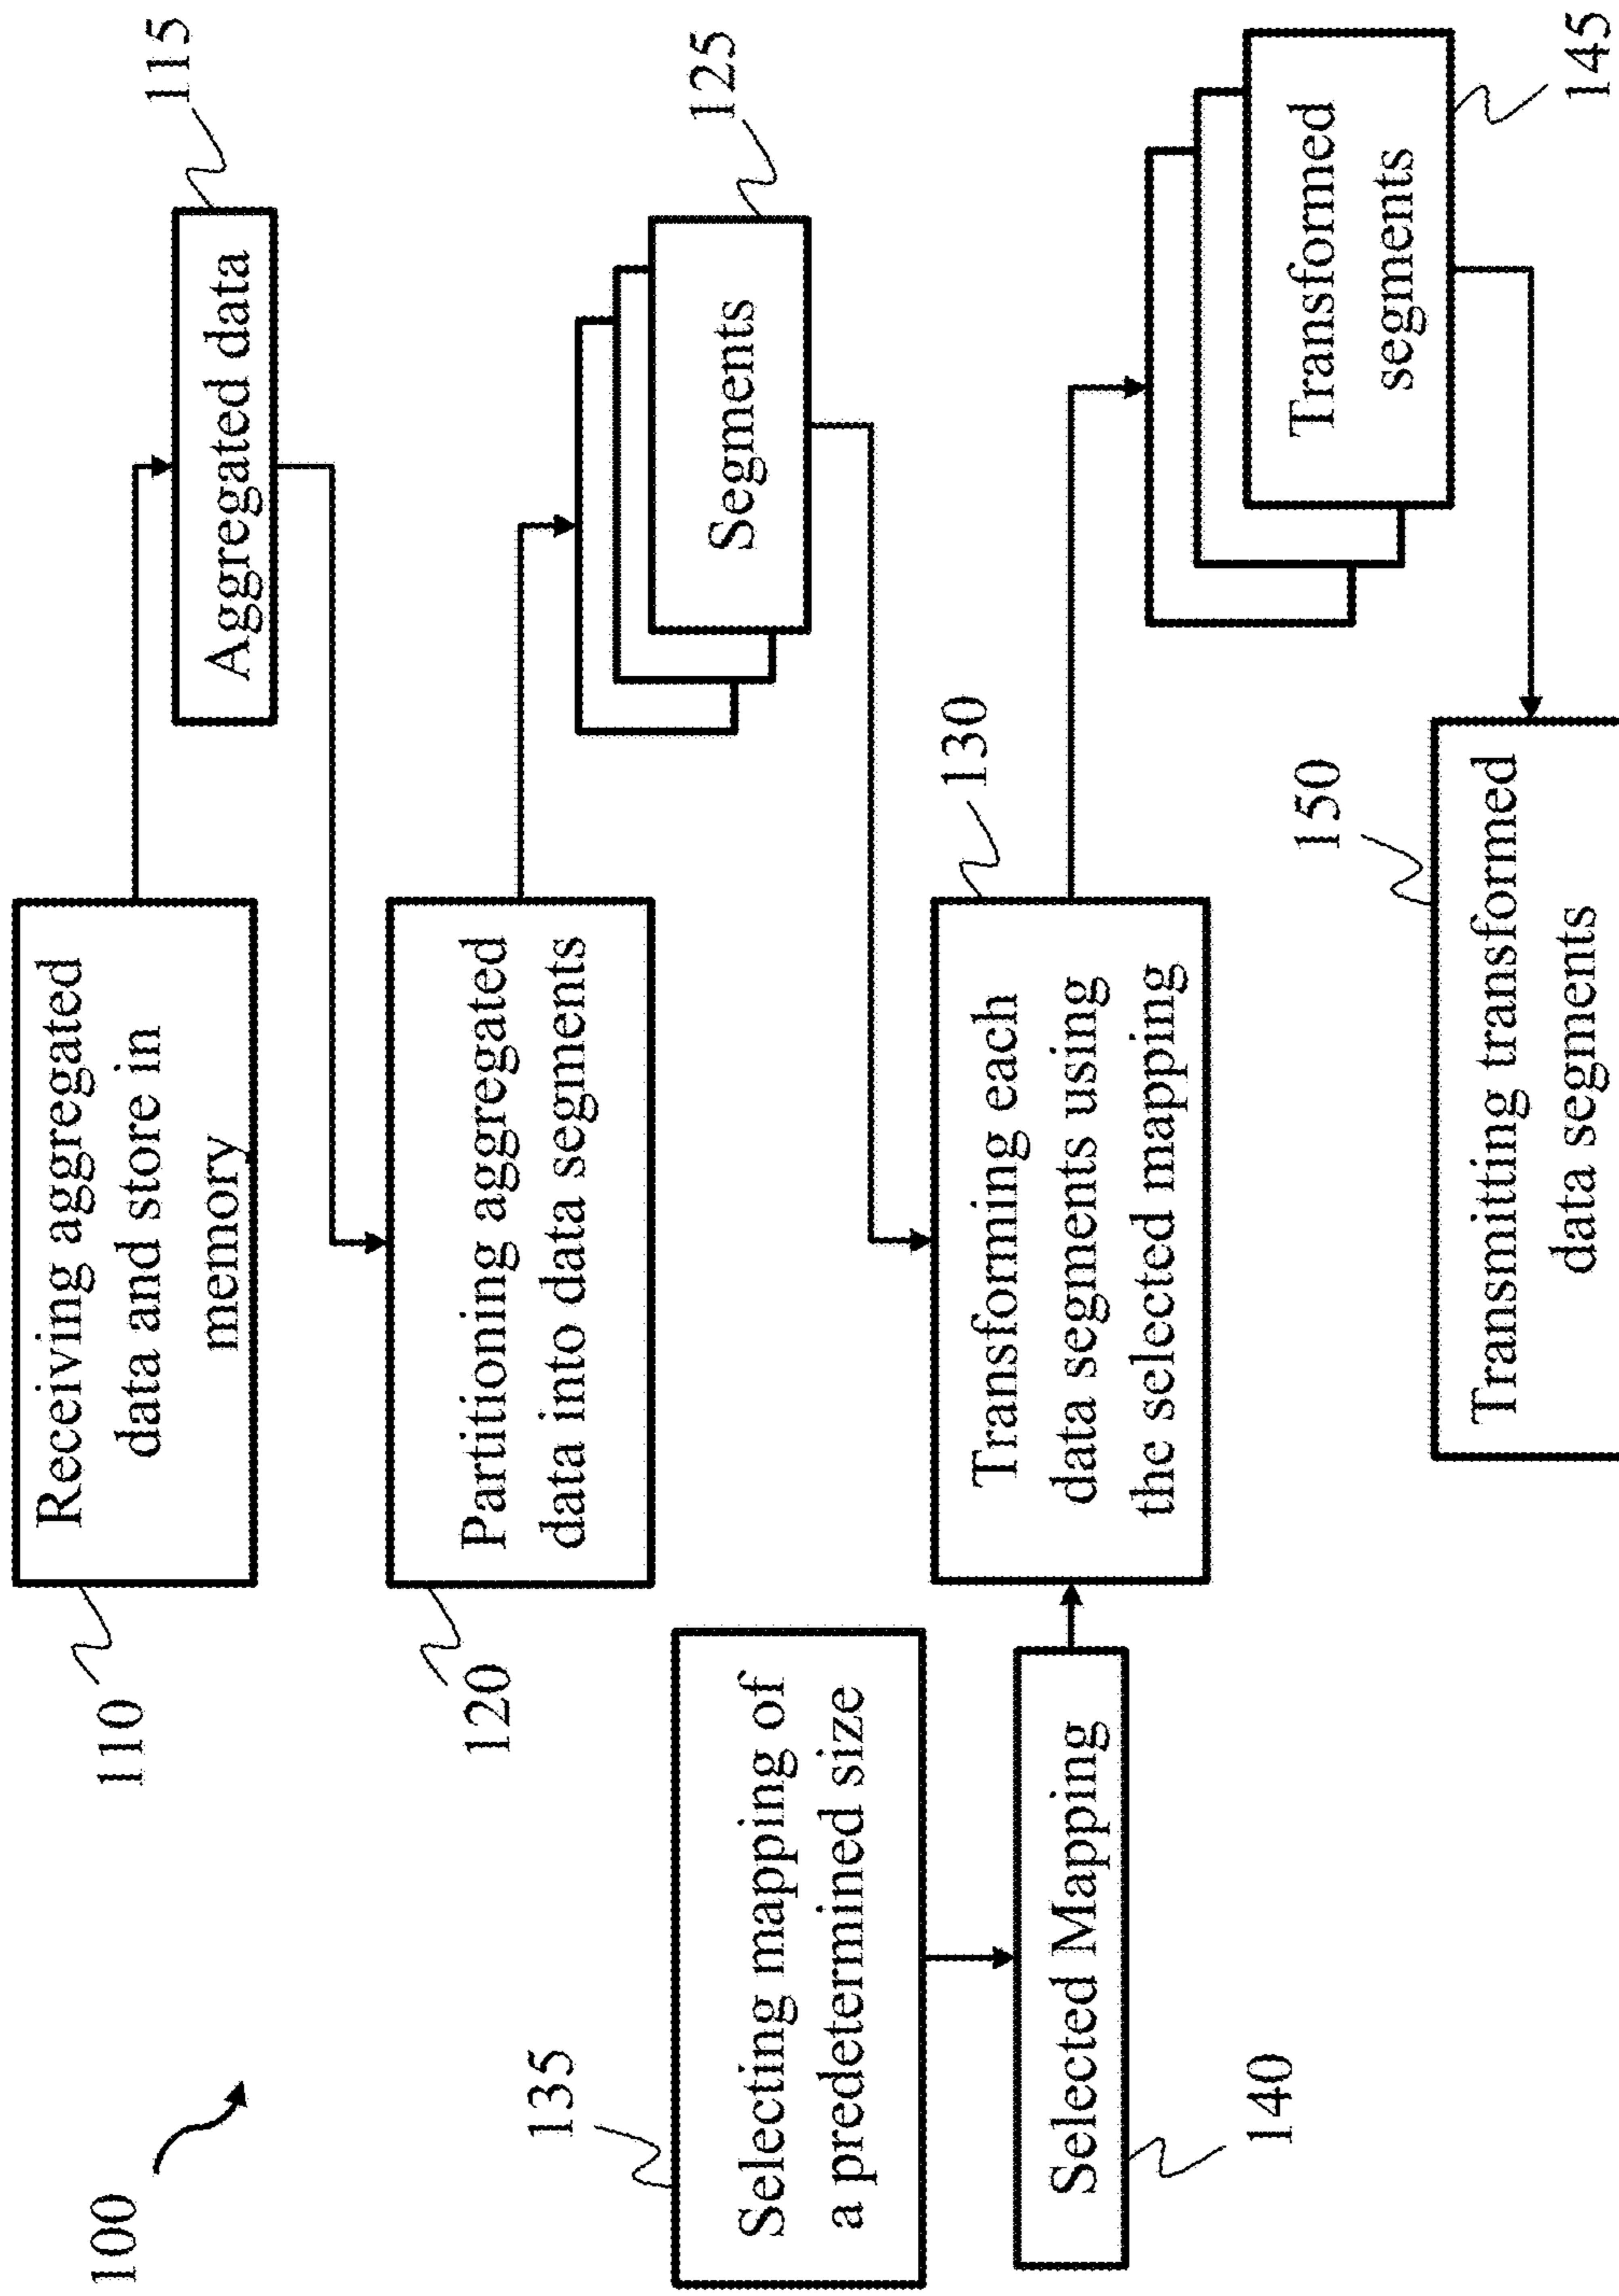 100
110
Receiving aggregated
data and store in
memory
115
Aggregated data
120
Partitioning aggregated
data into data segments
125
Segments
135
Selecting mapping of
a predetermined size
130
Transforming each
data segments using
the selected mapping
140
Selected Mapping
145
Transformed
segments
150
Transmitting transformed
data segments